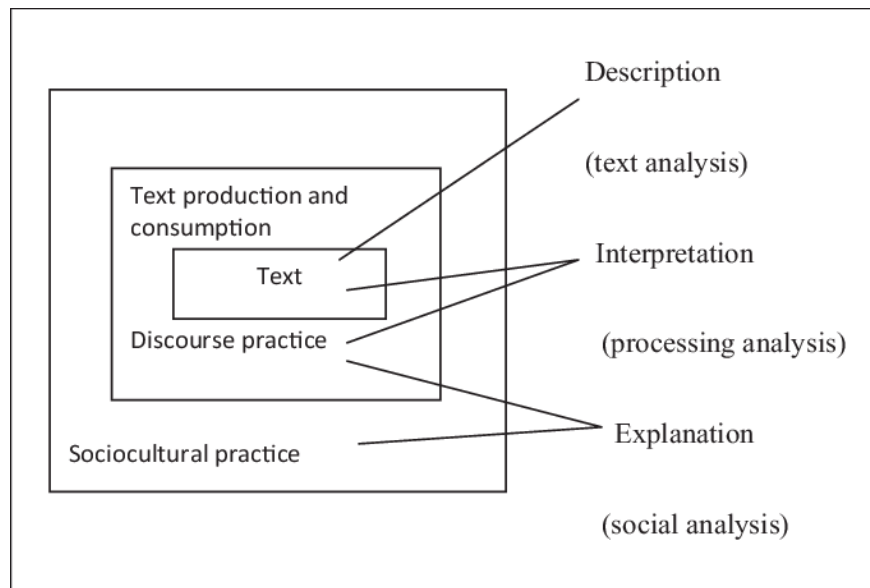 Description
(text analysis)
Text production and
consumption
Text
Interpretation
Discourse practice
(processing analysis)
Explanation
Sociocultural practice
(social analysis)